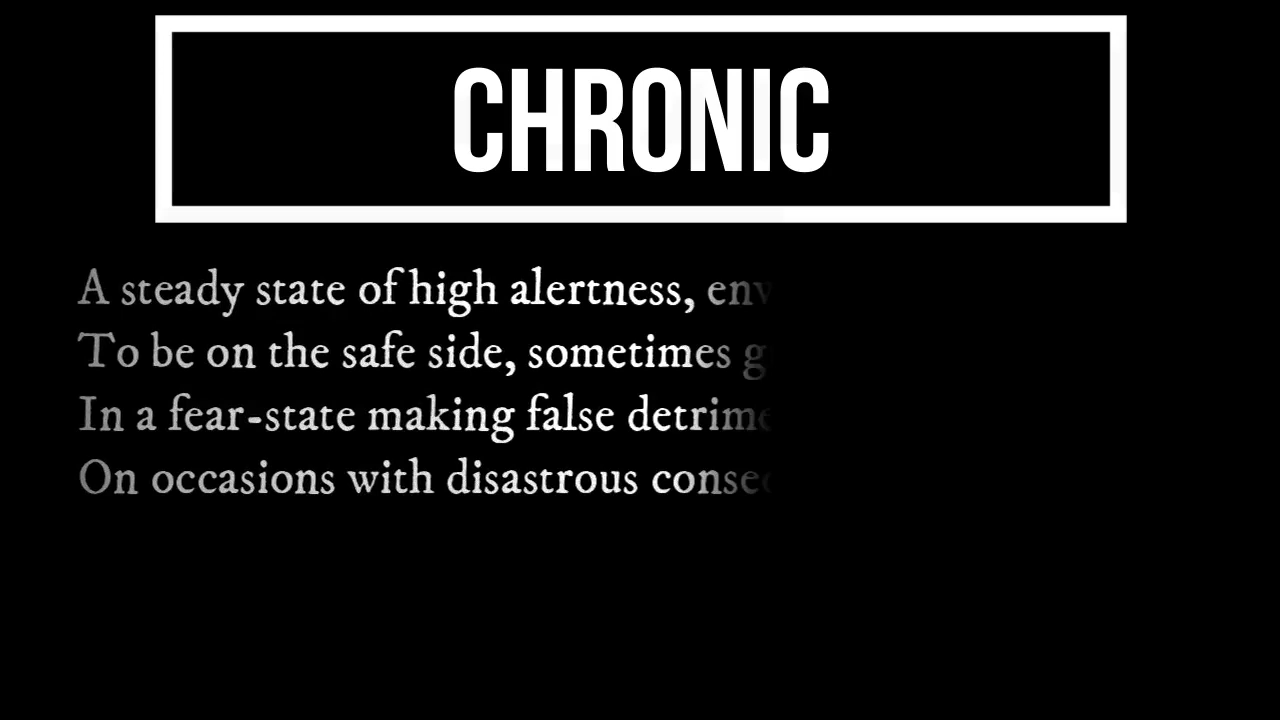 CHRONIC
A steady state of high alertness,
To be on the safe side, sometimes
In a fear-state making false
On occasions with disastrous